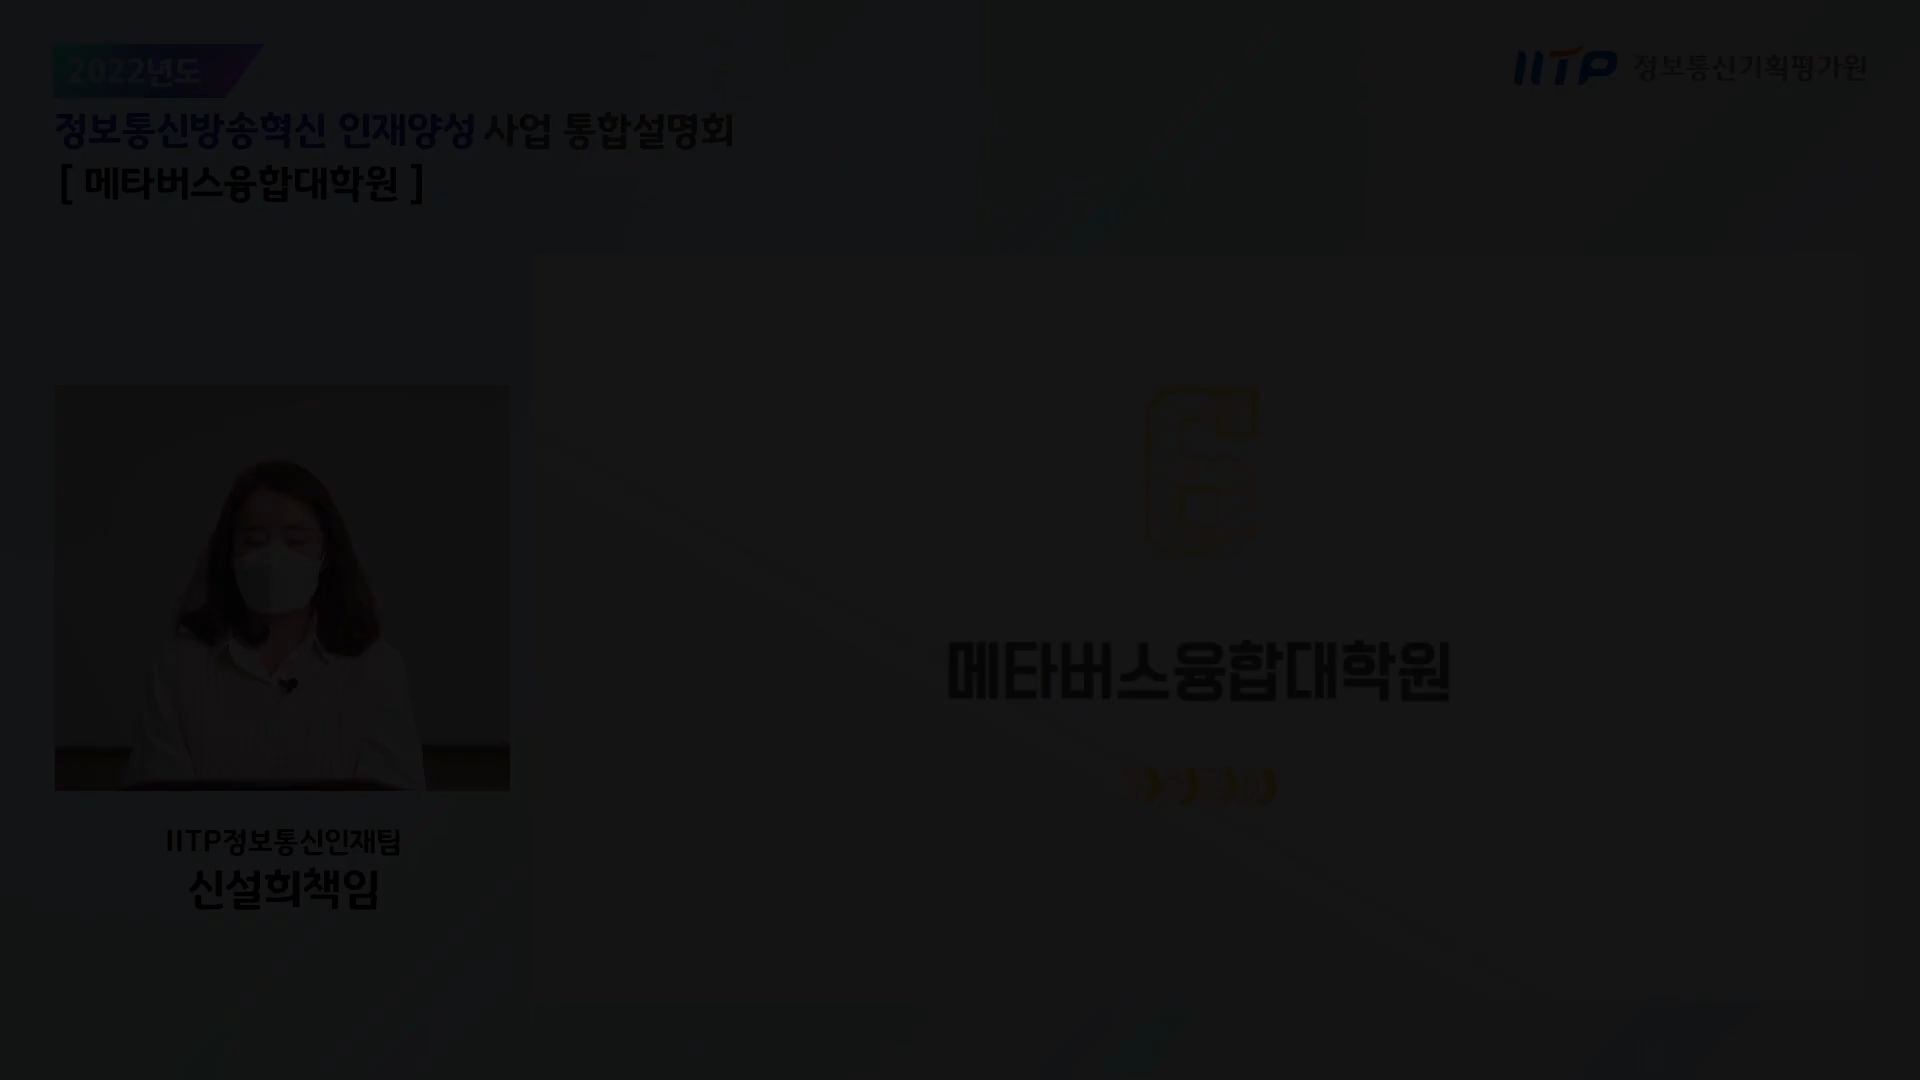 2022년도
정보통신방송혁신 인재양성 사업 통합설명회
[ 메타버스융합대학원 ]
IITP 정보통신기획평가원
6
메타버스융합대학원
IITP정보통신인재팀
신설희책임